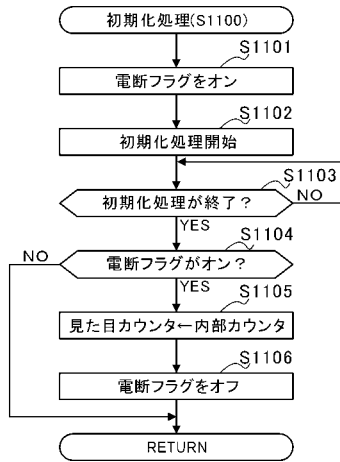 初期化処理(S1100)
S1101
電断フラグをオン
S1102
初期化処理開始
S1103
初期化処理が終了？
NO
YES
S1104
NO
電断フラグがオン？
YES
S1105
見た目カウンタ←内部カウンタ
S1106
電断フラグをオフ
RETURN